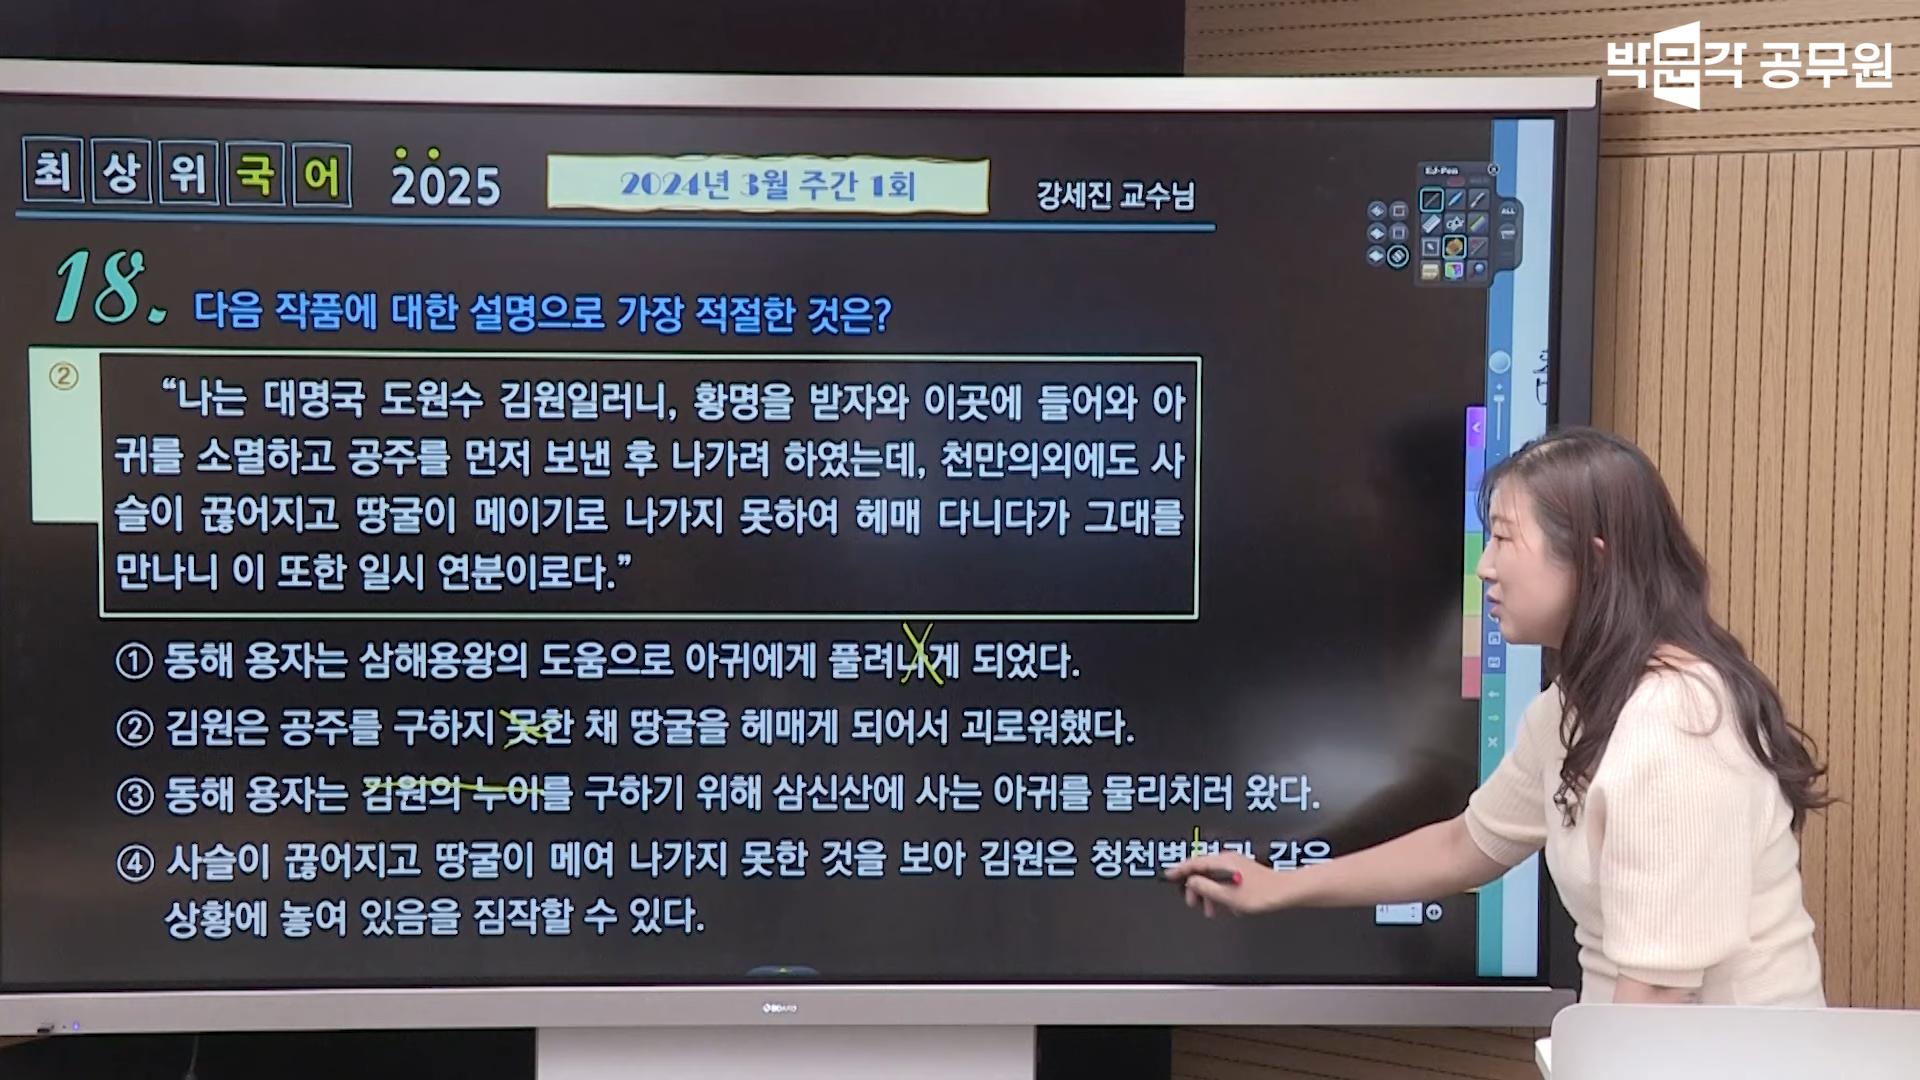 박문각 공무원
최상위국어 2025 2024년 3월 주간 1회 강세진 교수님
18. 다음 작품에 대한 설명으로 가장 적절한 것은?
②
“나는 대명국 도원수 김원일러니, 황명을 받자와 이곳에 들어와 아
귀를 소멸하고 공주를 먼저 보낸 후 나가려 하였는데, 천만의외에도 사
슬이 끊어지고 땅굴이 메이기로 나가지 못하여 헤매 다니다가 그대를
만나니 이 또한 일시 연분이로다.”
① 동해 용자는 삼해용왕의 도움으로 아귀에게 풀려나게 되었다.
② 김원은 공주를 구하지 못한 채 땅굴을 헤매게 되어서 괴로워했다.
③ 동해 용자는 김원의 누이를 구하기 위해 삼신산에 사는 아귀를 물리치러 왔다.
④ 사슬이 끊어지고 땅굴이 메여 나가지 못한 것을 보아 김원은 청천벽력과 같은
상황에 놓여 있음을 짐작할 수 있다.
EJ-Pen
ALL